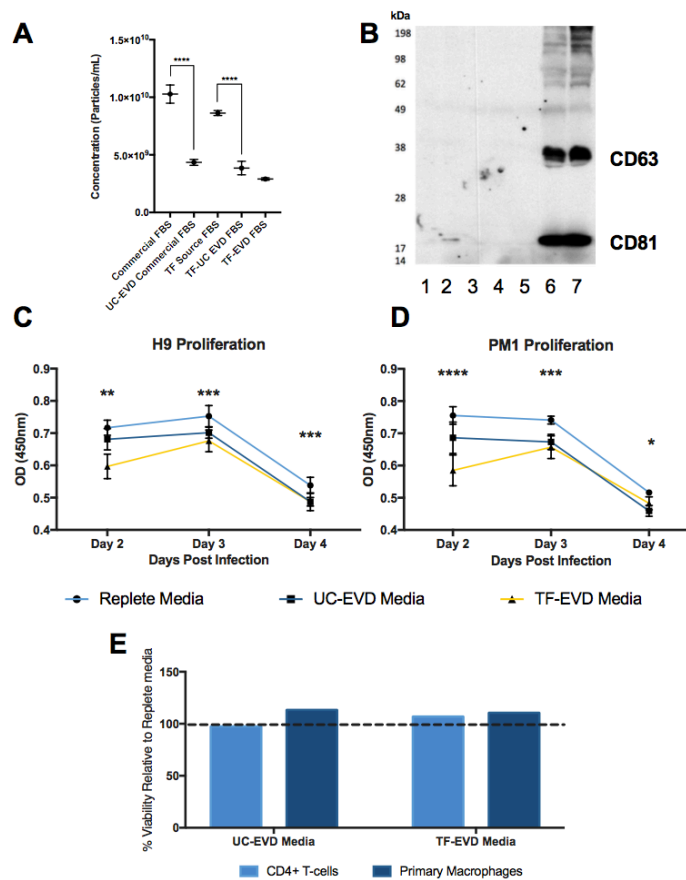 A
Concentration (Particles/mL)
1.5×10¹⁰
1.0×10¹⁰
5.0×10⁹
0.0
****
****
Commercial FBS
UC-EVD Commercial FBS
TF Source FBS
TF-UC EVD FBS
TF-EVD FBS
B
kDa
198
98
62
49
38
28
17
14
CD63
CD81
1 2 3 4 5 6 7
C
H9 Proliferation
OD (450nm)
0.9
0.8
0.7
0.6
0.5
0.4
**
***
***
Day 2 Day 3 Day 4
Days Post Infection
D
PM1 Proliferation
OD (450nm)
0.9
0.8
0.7
0.6
0.5
0.4
****
***
*
Day 2 Day 3 Day 4
Days Post Infection
Replete Media UC-EVD Media TF-EVD Media
E
% Viability Relative to Replete media
150
100
50
0
UC-EVD Media TF-EVD Media
CD4+ T-cells Primary Macrophages